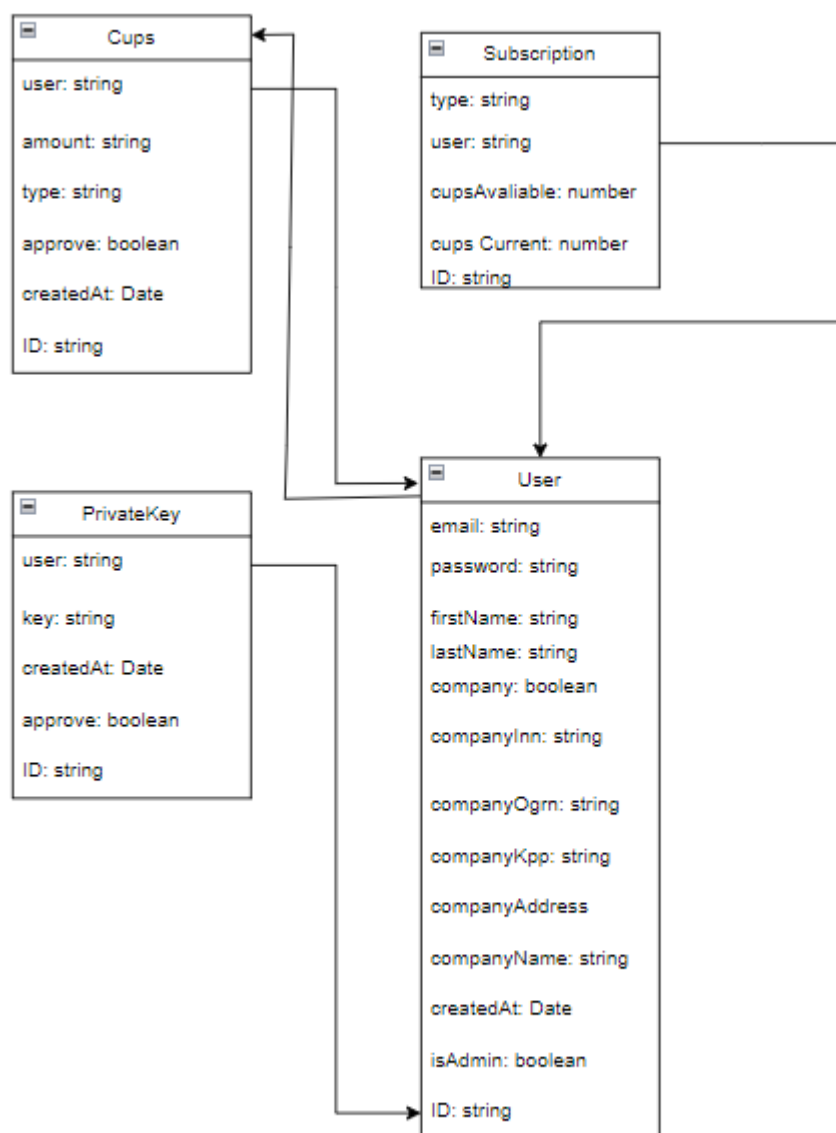 Cups
user: string
amount: string
type: string
approve: boolean
createdAt: Date
ID: string
Subscription
type: string
user: string
cupsAvaliable: number
cups Current: number
ID: string
PrivateKey
user: string
key: string
createdAt: Date
approve: boolean
ID: string
User
email: string
password: string
firstName: string
lastName: string
company: boolean
companyInn: string
companyOgrn: string
companyKpp: string
companyAddress
companyName: string
createdAt: Date
isAdmin: boolean
ID: string